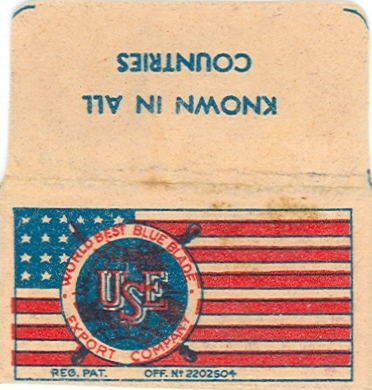 KNOWN IN ALL
COUNTRIES
WORLD BEST BLUE BLADE
USE
EXPORT COMPANY
REG. PAT. OFF. Nº 2202504